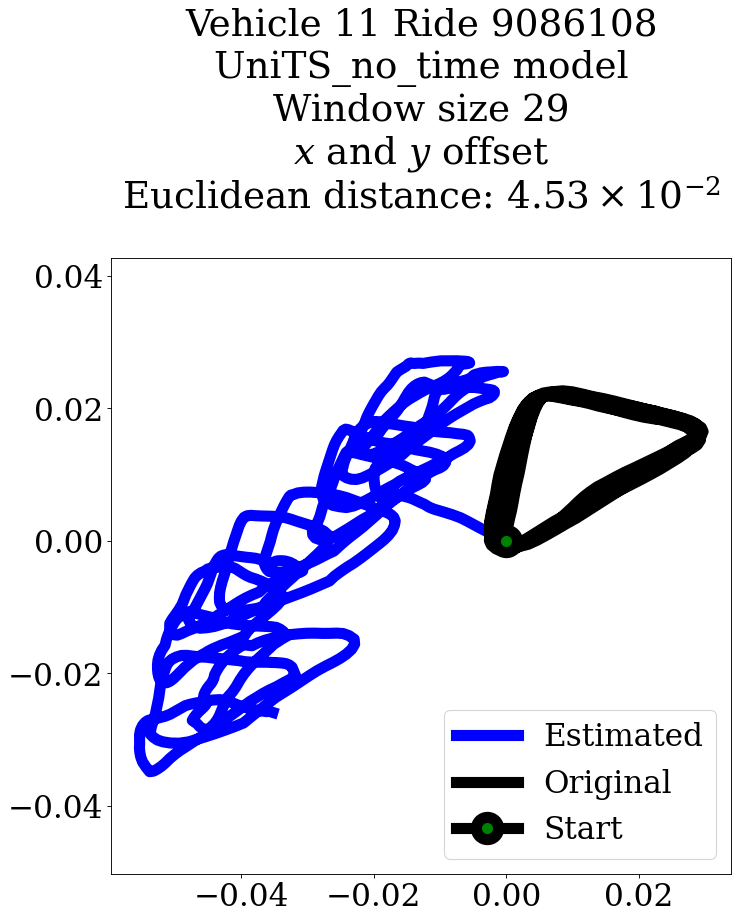 Vehicle 11 Ride 9086108
UniTS_no_time model
Window size 29
x and y offset
Euclidean distance: 4.53 × 10⁻²
0.04
0.02
0.00
−0.02
−0.04
−0.04
−0.02
0.00
0.02
Estimated
Original
Start